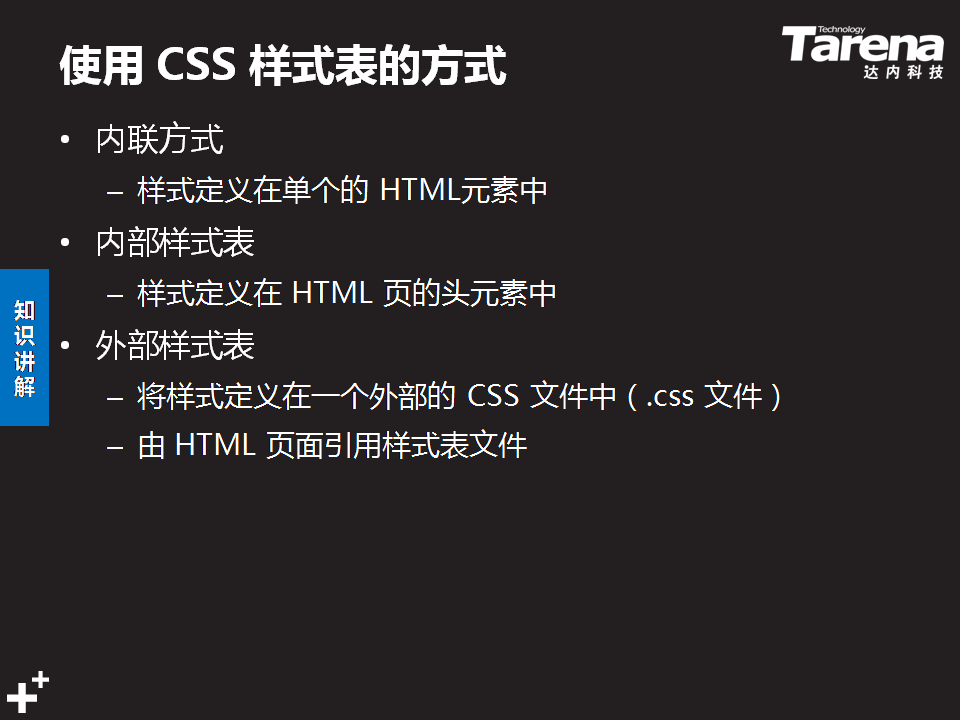 使用 CSS 样式表的方式
Technology
Tarena
达内科技
• 内联方式
– 样式定义在单个的 HTML元素中
• 内部样式表
– 样式定义在 HTML 页的头元素中
• 外部样式表
– 将样式定义在一个外部的 CSS 文件中（.css 文件）
– 由 HTML 页面引用样式表文件
知识讲解